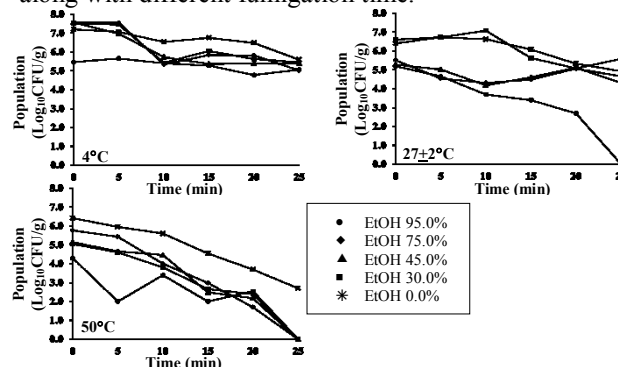 along with different fumigation time.
Population
(Log₁₀CFU/g)
8.0
7.0
6.0
5.0
4.0
3.0
2.0
1.0
0.0
4°C
0 5 10 15 20 25
Time (min)
Population
(Log₁₀CFU/g)
8.0
7.0
6.0
5.0
4.0
3.0
2.0
1.0
0.0
27±2°C
0 5 10 15 20
Time (min)
Population
(Log₁₀CFU/g)
8.0
7.0
6.0
5.0
4.0
3.0
2.0
1.0
0.0
50°C
0 5 10 15 20 25
Time (min)
EtOH 95.0%
EtOH 75.0%
EtOH 45.0%
EtOH 30.0%
EtOH 0.0%